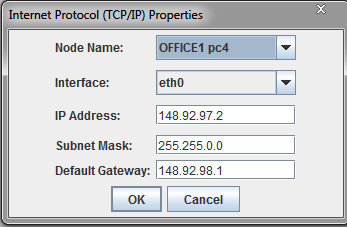 Internet Protocol (TCP/IP) Properties
Node Name: OFFICE1 pc4
Interface: eth0
IP Address: 148.92.97.2
Subnet Mask: 255.255.0.0
Default Gateway: 148.92.98.1
OK Cancel